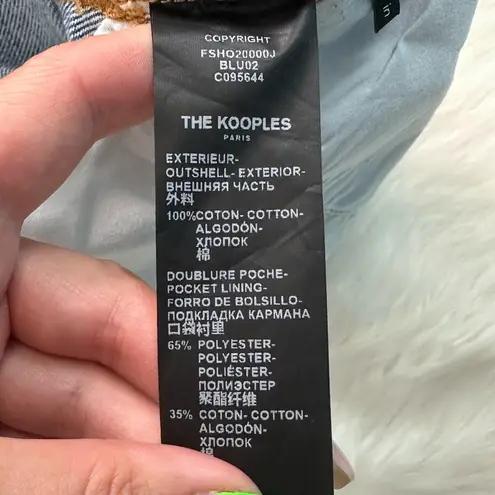 COPYRIGHT
FSHO20000J
BLU02
C095644
THE KOOPLES
PARIS
EXTERIEUR-
OUTSHELL- EXTERIOR-
ВНЕШНЯЯ ЧАСТЬ
外料
100%COTON- COTTON-
ALGODÓN-
ХЛОПОК
棉
DOUBLURE POCHE-
POCKET LINING-
FORRO DE BOLSILLO-
ПОДКЛАДКА КАРМАНА
口袋衬里
65% POLYESTER-
POLYESTER-
POLIÉSTER-
ПОЛИЭСТЕР
聚酯纤维
35% COTON- COTTON-
ALGODÓN-
ХЛОПОК
棉